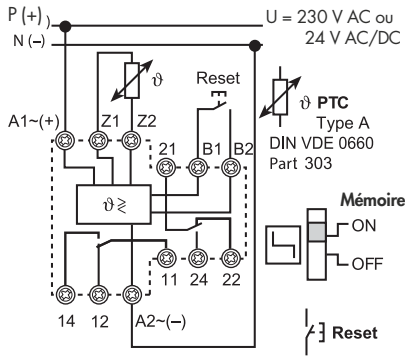 P (+)
U = 230 V AC ou
N (–)
24 V AC/DC
ϑ
Reset
ϑ PTC
Type A
DIN VDE 0660
Part 303
A1~(+)
Z1
Z2
21
B1
B2
ϑ ≷
Mémoire
ON
OFF
11
24
22
14
12
A2~(–)
Reset